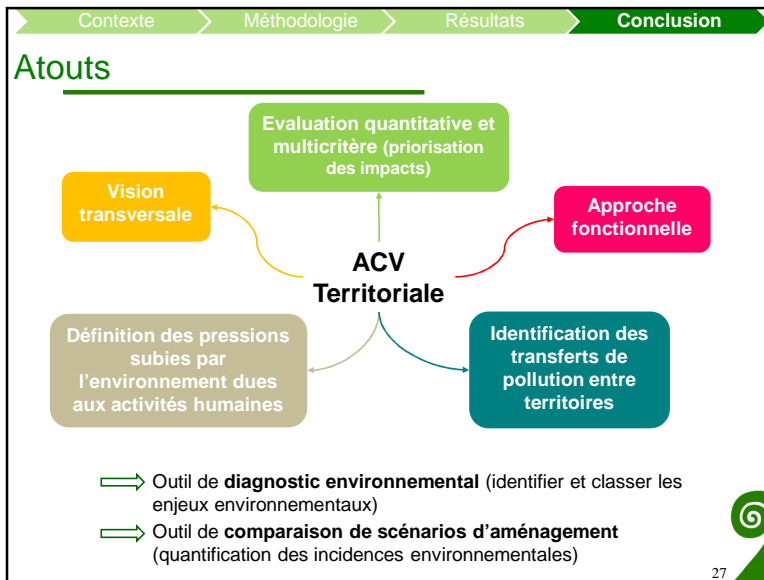 Contexte
Méthodologie
Résultats
Conclusion
Atouts
Evaluation quantitative et
multicritère (priorisation
des impacts)
Vision
transversale
Approche
fonctionnelle
ACV
Territoriale
Définition des pressions
subies par
l'environnement dues
aux activités humaines
Identification des
transferts de
pollution entre
territoires
Outil de diagnostic environnemental (identifier et classer les
enjeux environnementaux)
Outil de comparaison de scénarios d'aménagement
(quantification des incidences environnementales)
27